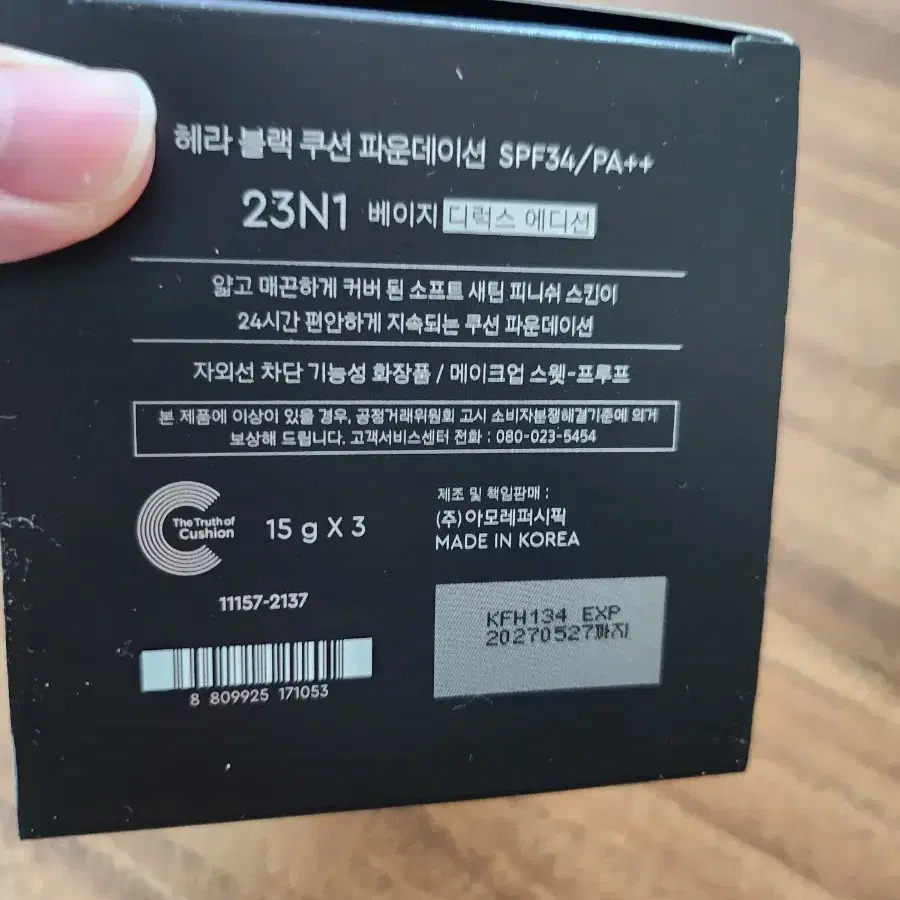 헤라 블랙 쿠션 파운데이션 SPF34/PA++
23N1 베이지 디럭스 에디션
얇고 매끈하게 커버 된 소프트 새틴 피니쉬 스킨이
24시간 편안하게 지속되는 쿠션 파운데이션
자외선 차단 기능성 화장품 / 메이크업 스웻-프루프
본 제품에 이상이 있을 경우, 공정거래위원회 고시 소비자분쟁해결기준에 의거
보상해 드립니다. 고객서비스센터 전화 : 080-023-5454
The Truth of
Cushion
15 g X 3
제조 및 책임판매 :
(주)아모레퍼시픽
MADE IN KOREA
11157-2137
8 809925 171053
KFH134 EXP
20270527까지